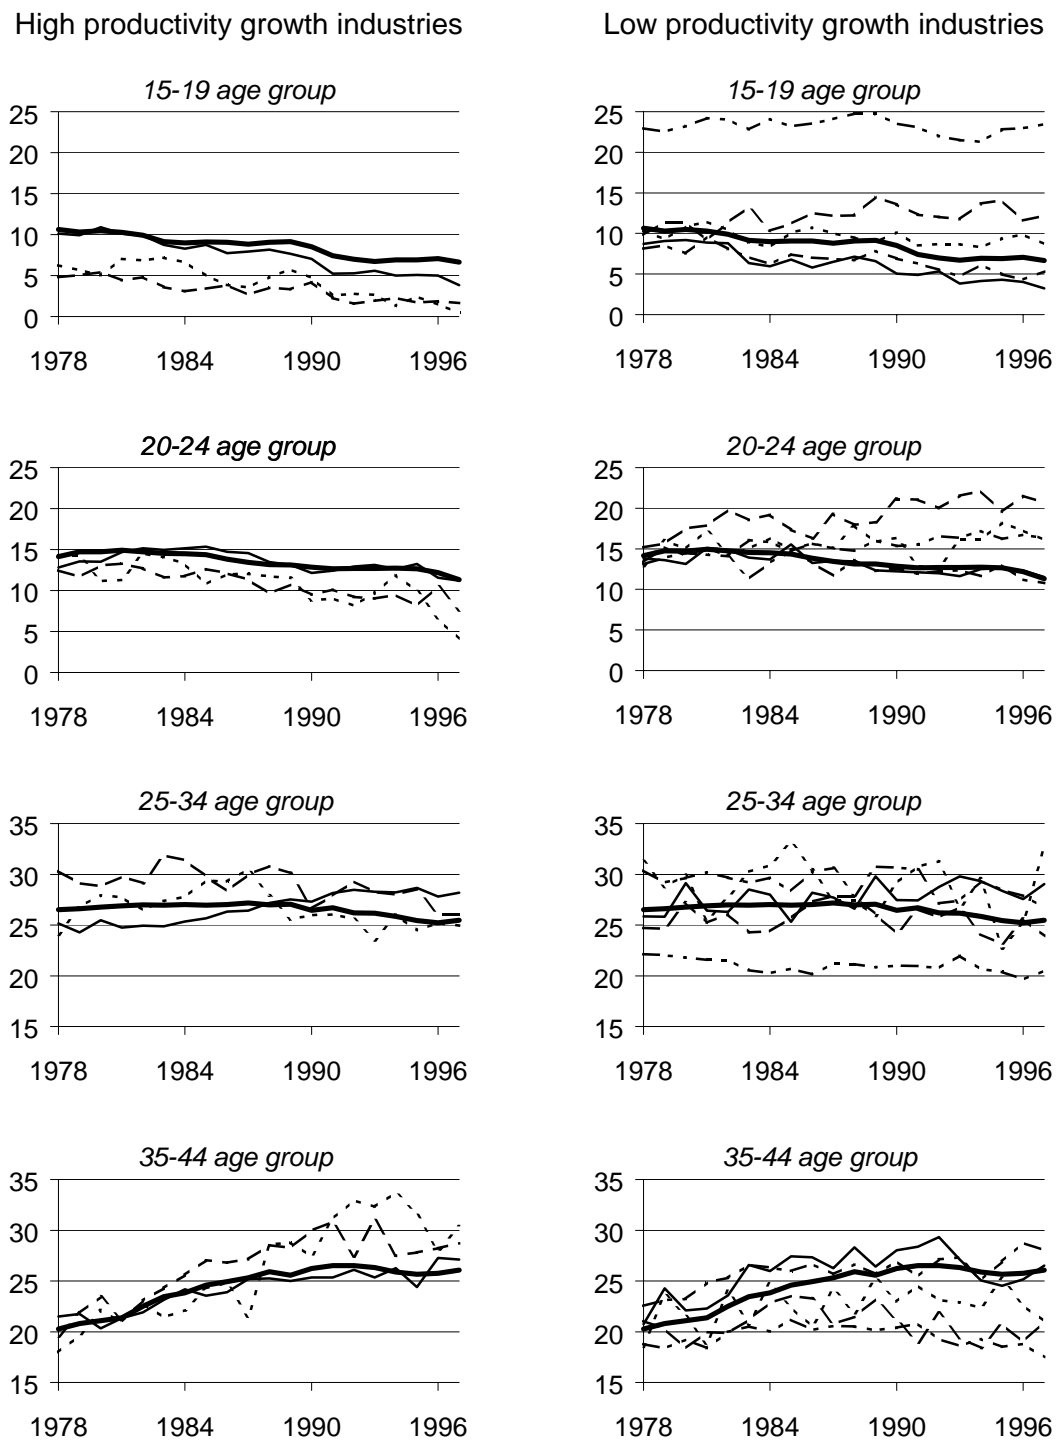 High productivity growth industries
Low productivity growth industries
15-19 age group
25
20
15
10
5
0
1978 1984 1990 1996
15-19 age group
25
20
15
10
5
0
1978 1984 1990 1996
20-24 age group
25
20
15
10
5
0
1978 1984 1990 1996
20-24 age group
25
20
15
10
5
0
1978 1984 1990 1996
25-34 age group
35
30
25
20
15
1978 1984 1990 1996
25-34 age group
35
30
25
20
15
1978 1984 1990 1996
35-44 age group
35
30
25
20
15
1978 1984 1990 1996
35-44 age group
35
30
25
20
15
1978 1984 1990 1996